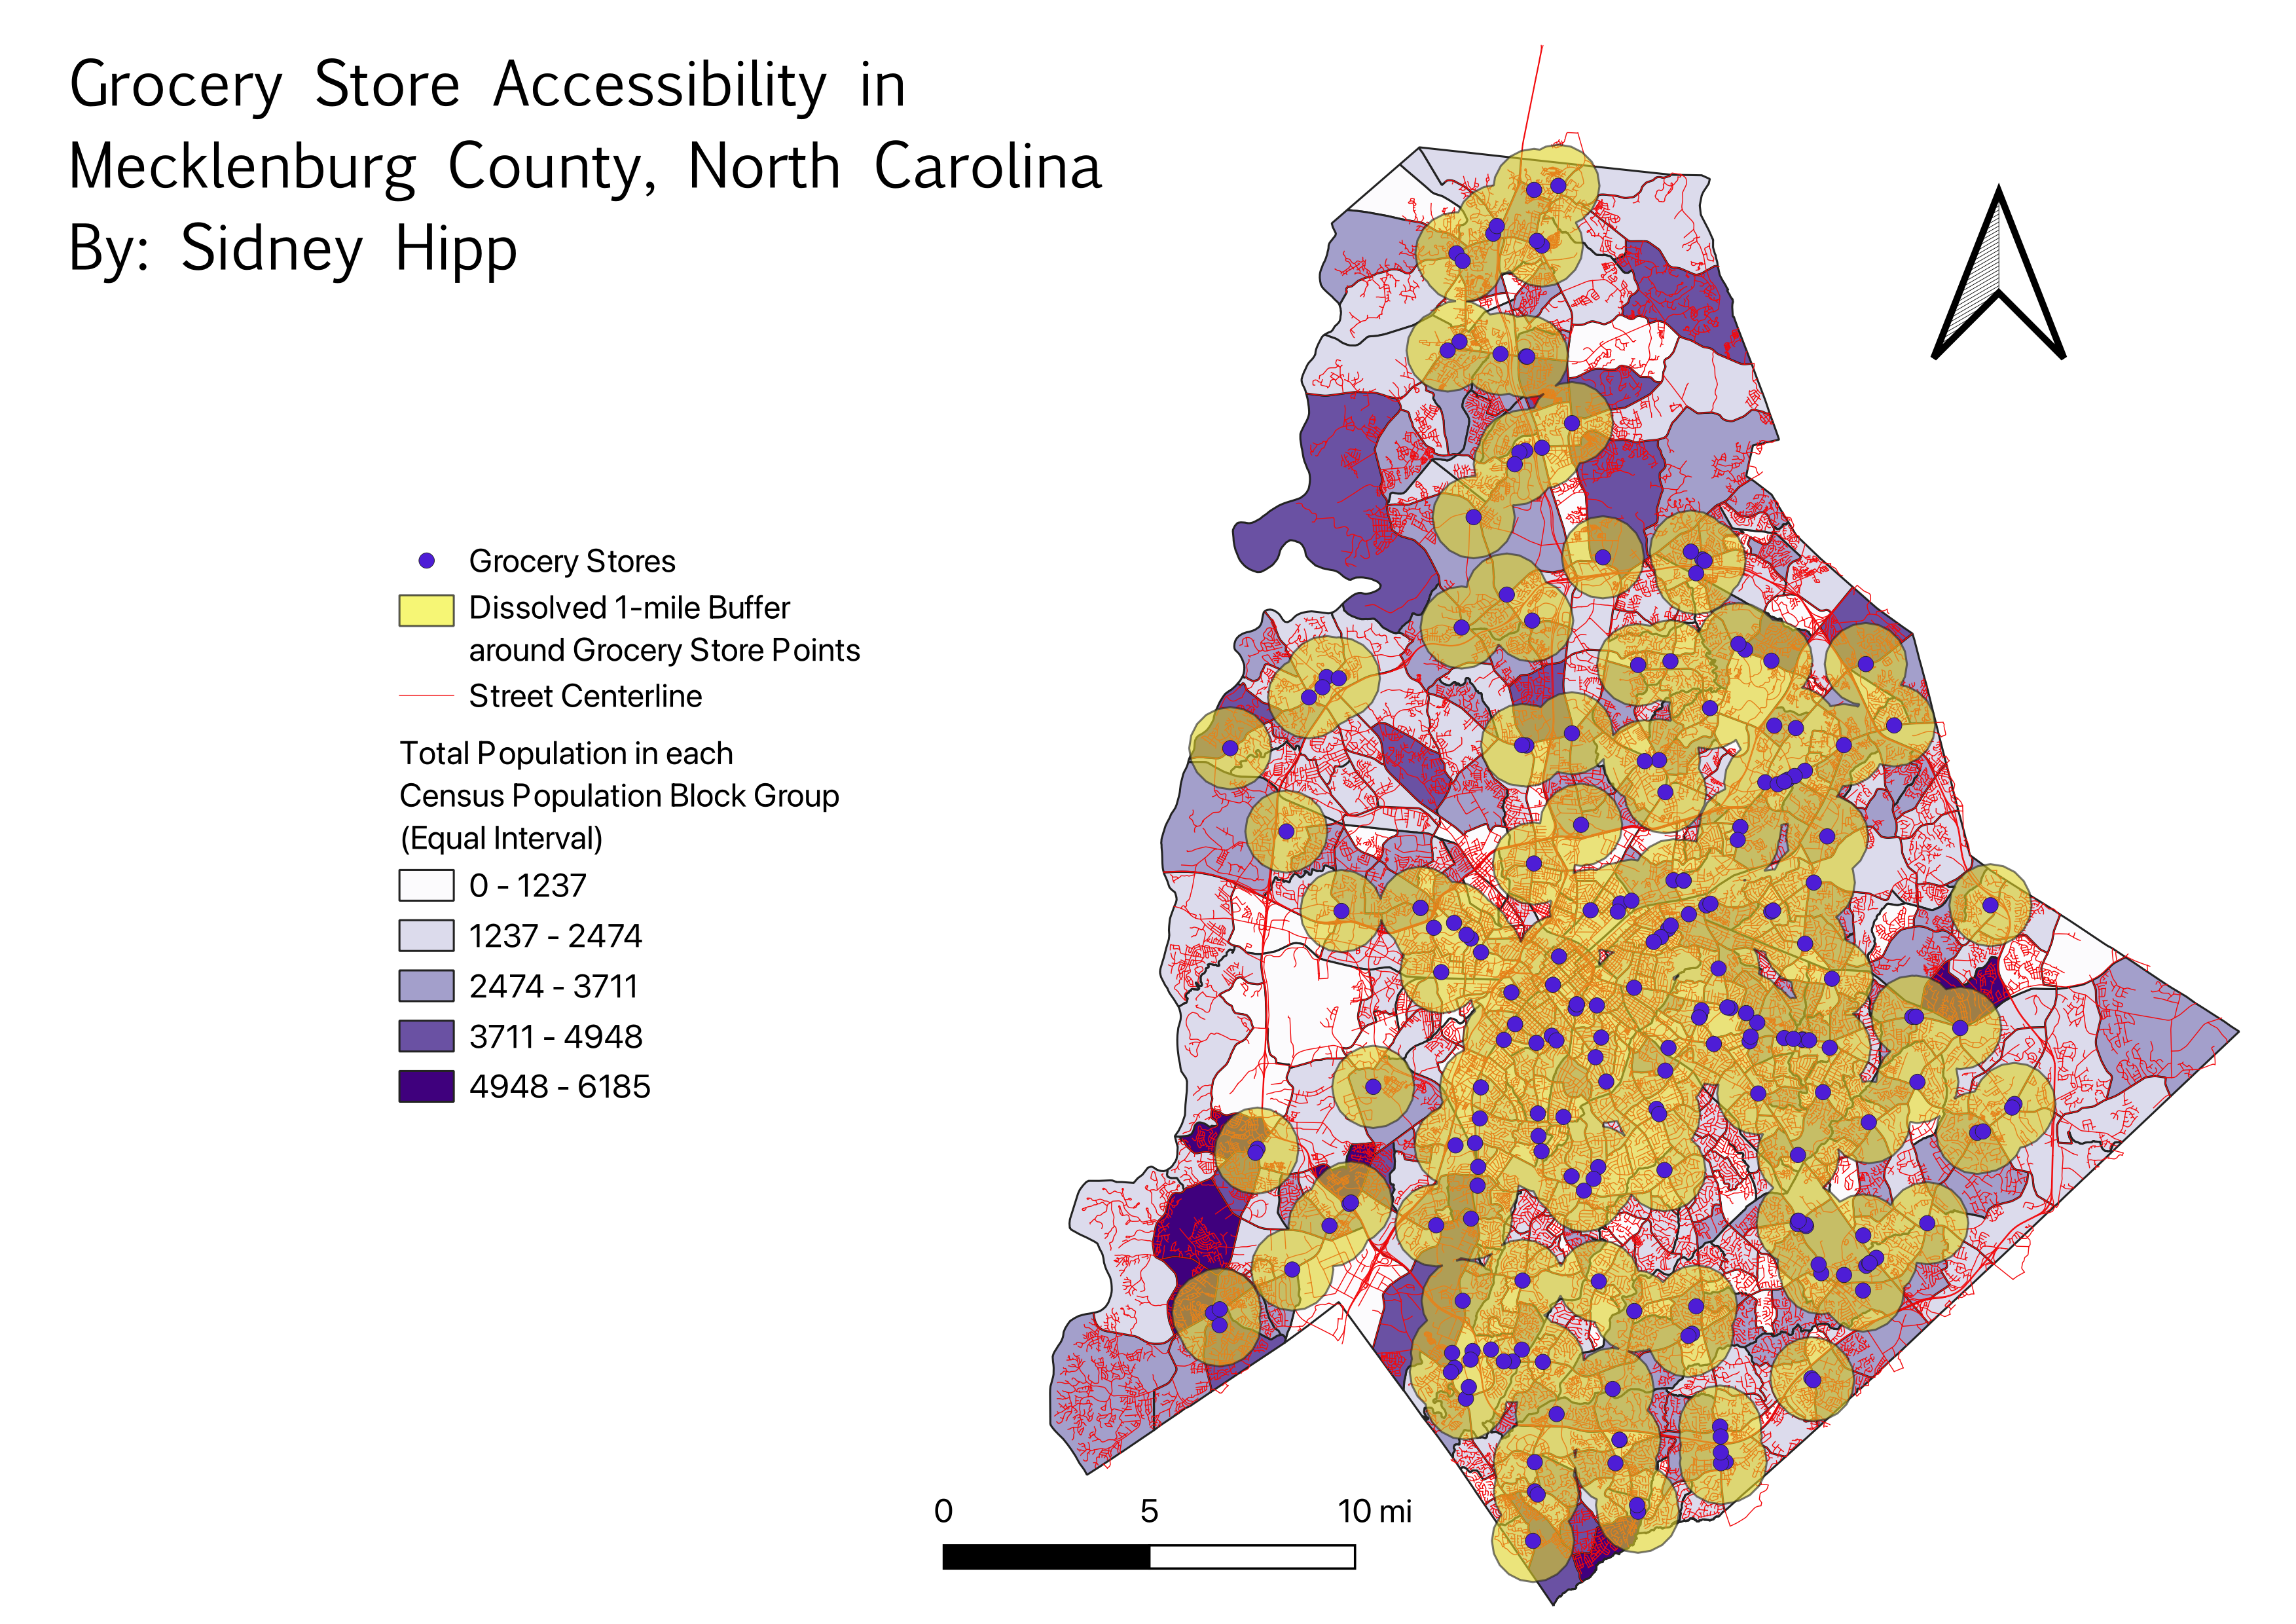 Grocery Store Accessibility in
Mecklenburg County, North Carolina
By: Sidney Hipp
Grocery Stores
Dissolved 1-mile Buffer
around Grocery Store Points
Street Centerline
Total Population in each
Census Population Block Group
(Equal Interval)
0 - 1237
1237 - 2474
2474 - 3711
3711 - 4948
4948 - 6185
0 5 10 mi